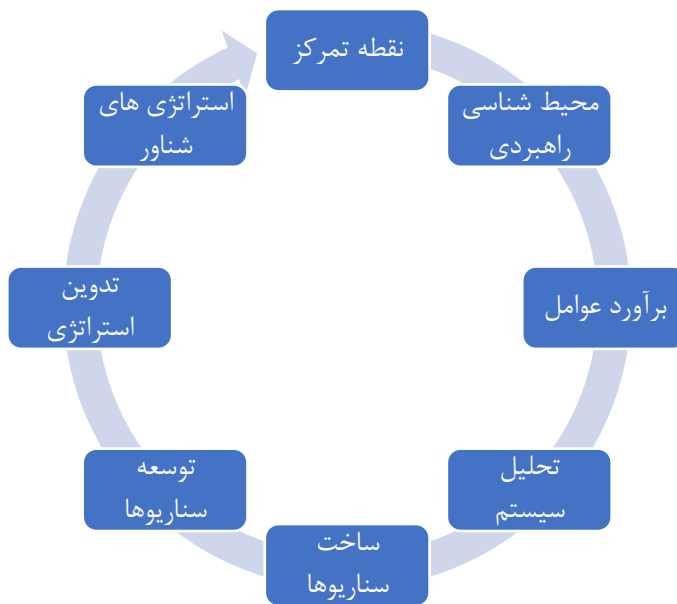 نقطه تمرکز
محیط شناسی
راهبردی
برآورد عوامل
تحلیل
سیستم
ساخت
سناریوها
توسعه
سناریوها
تدوین
استراتژی
استراتژی های
شناور